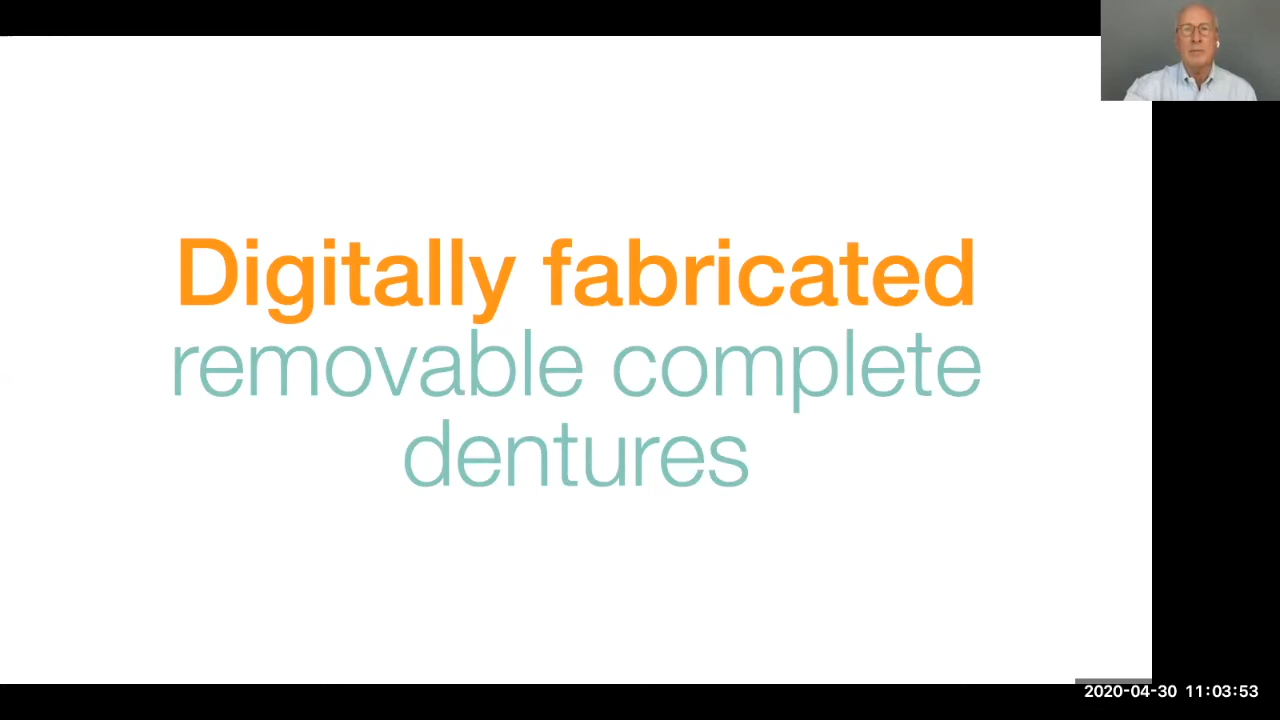 Digitally fabricated
removable complete
dentures
2020-04-30 11:03:53